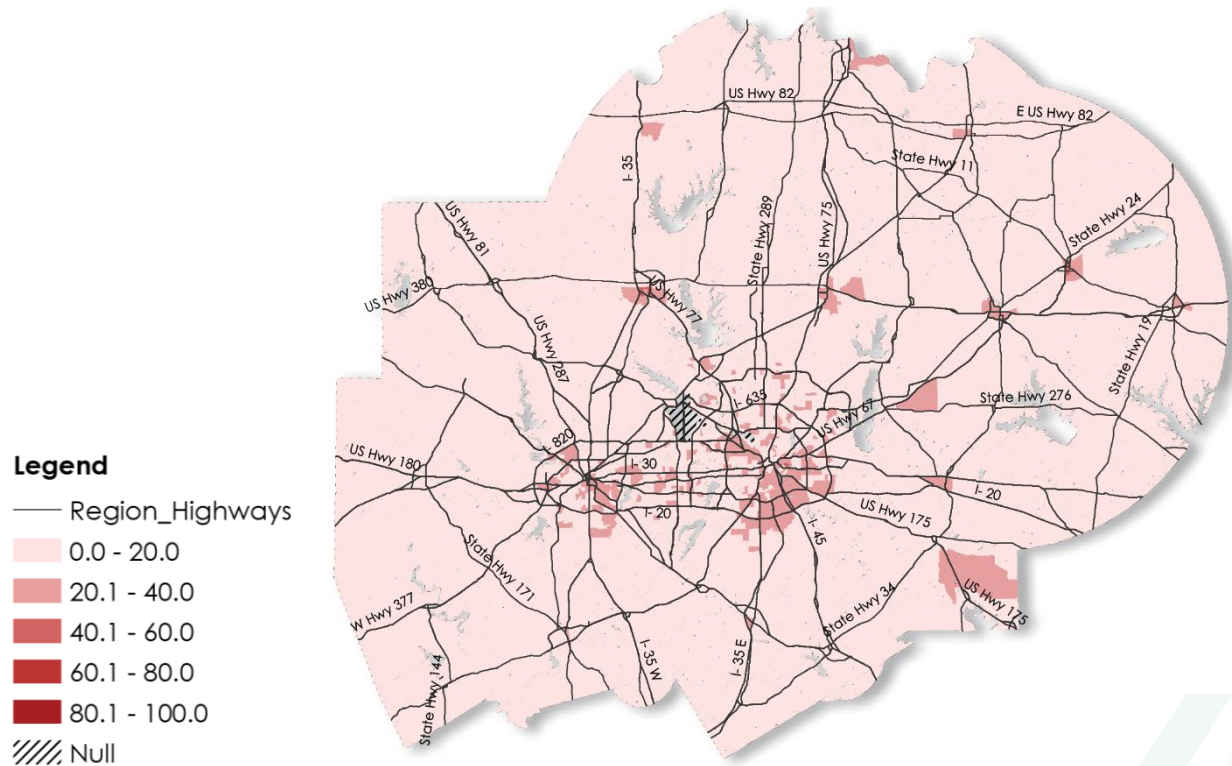 US Hwy 82
E US Hwy 82
State Hwy 11
I- 35
State Hwy 24
US Hwy 81
State Hwy 289
US Hwy 75
US Hwy 380
US Hwy 77
State Hwy 19
US Hwy 287
I- 635
US Hwy 67
State Hwy 276
820
US Hwy 180
I- 30
I- 20
I- 20
US Hwy 175
I- 45
State Hwy 171
US Hwy 175
W Hwy 377
State Hwy 34
I- 35 W
I- 35 E
State Hwy 144
Legend
Region_Highways
0.0 - 20.0
20.1 - 40.0
40.1 - 60.0
60.1 - 80.0
80.1 - 100.0
Null